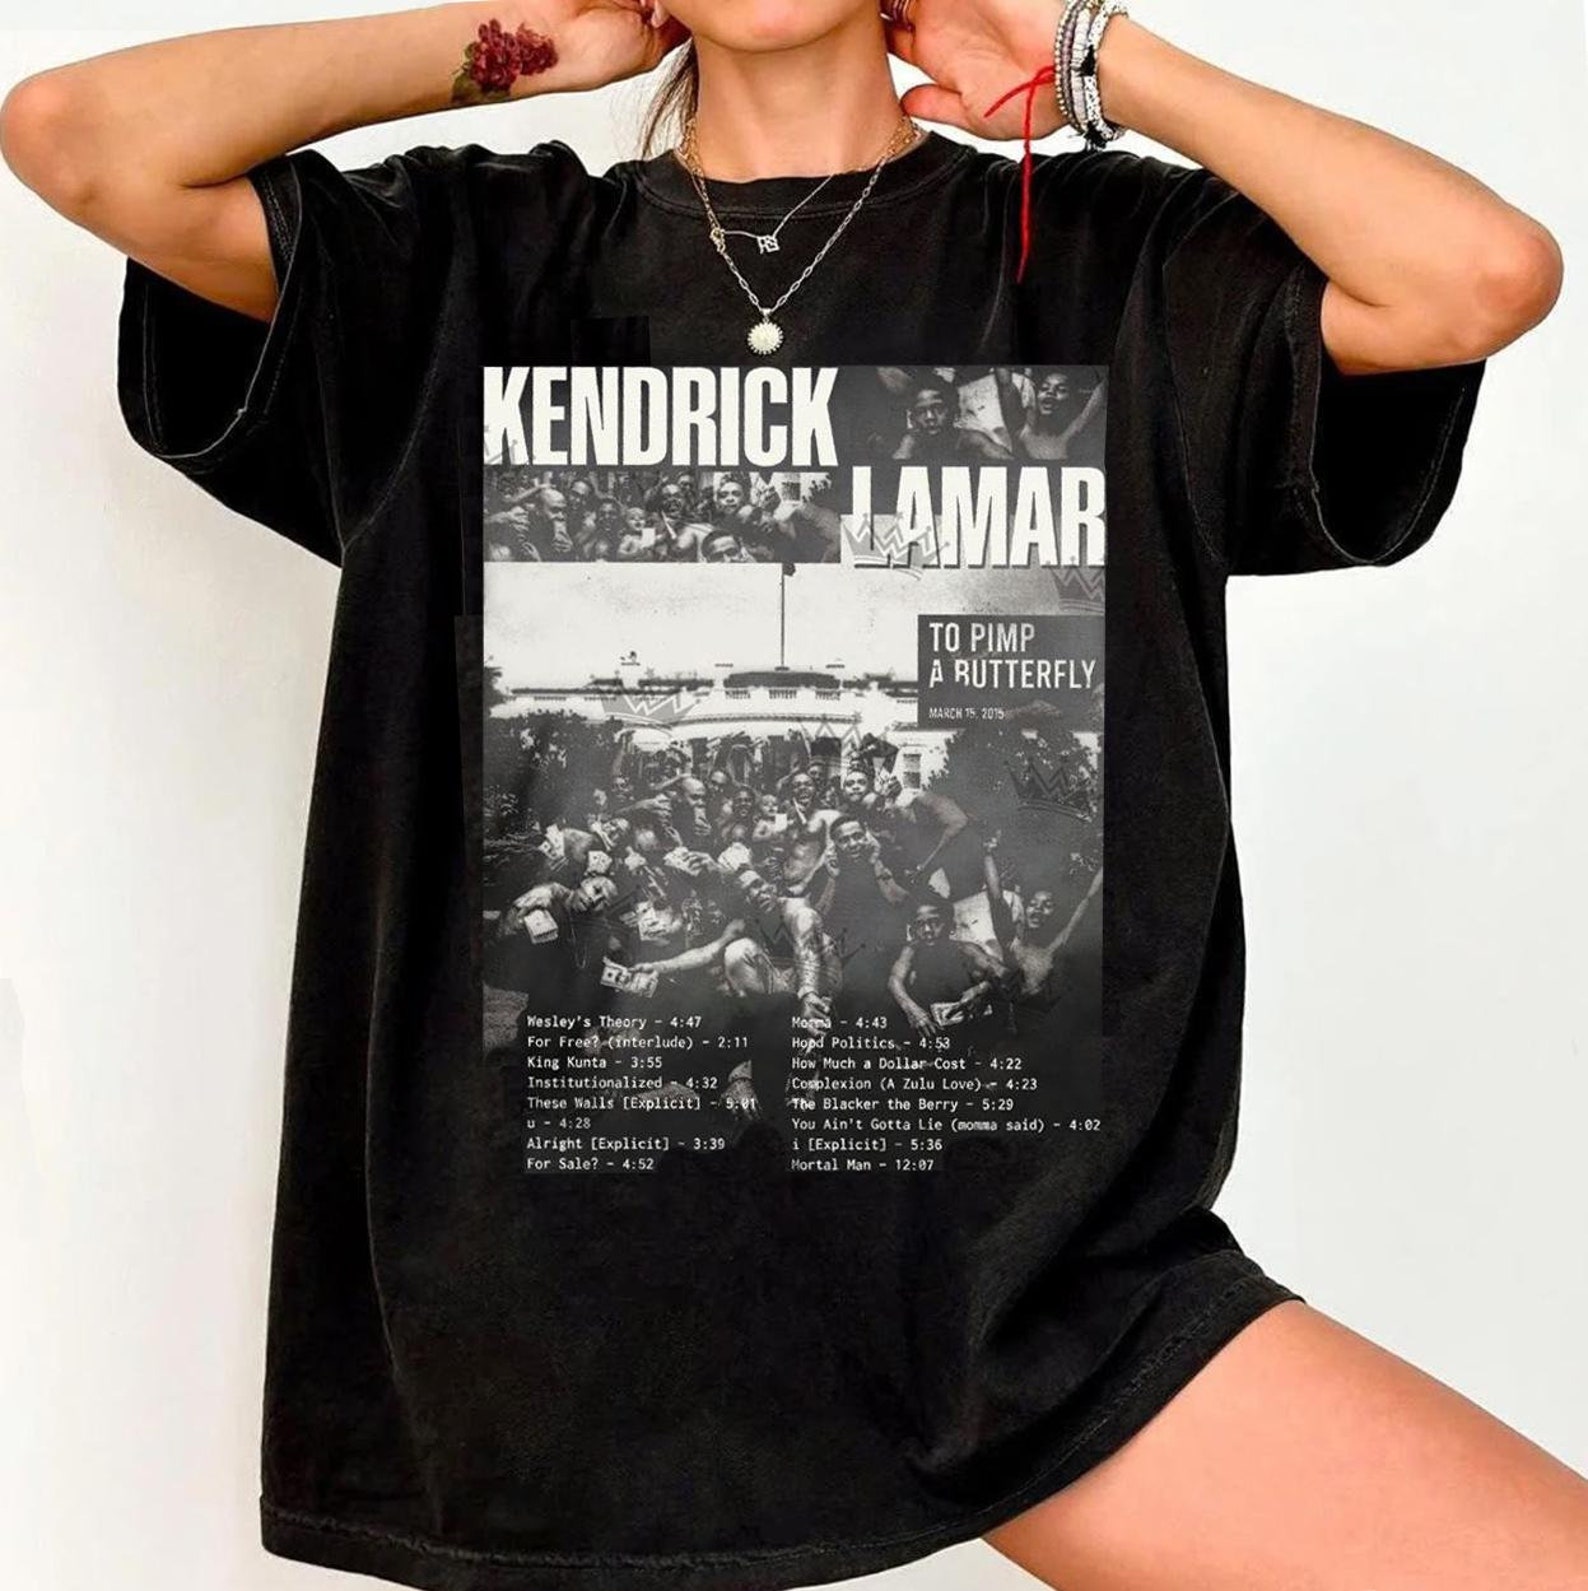 KENDRICK
LAMAR
TO PIMP
A BUTTERFLY
MARCH 15, 2015
Wesley's Theory - 4:47
For Free? (interlude) - 2:11
King Kunta - 3:55
Institutionalized - 4:32
These Walls [Explicit] - 5:01
u - 4:28
Alright [Explicit] - 3:39
For Sale? - 4:52
Momma - 4:43
Hood Politics - 4:53
How Much a Dollar Cost - 4:22
Complexion (A Zulu Love) - 4:23
The Blacker the Berry - 5:29
You Ain't Gotta Lie (momma said) - 4:02
i [Explicit] - 5:36
Mortal Man - 12:07